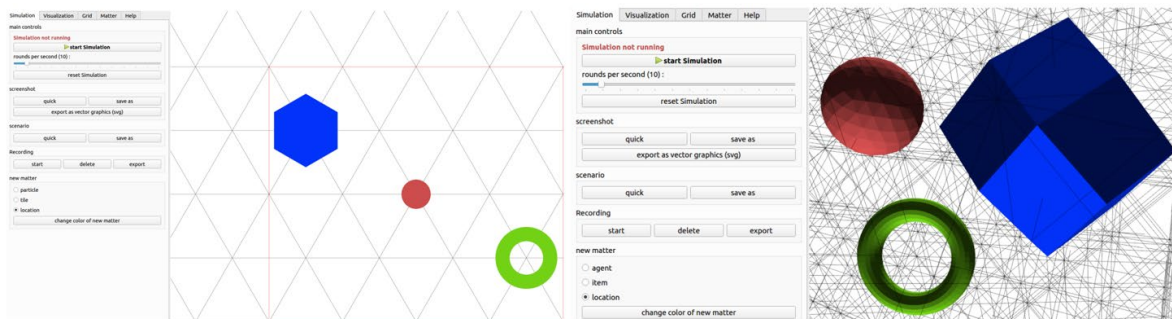 Simulation Visualization Grid Matter Help
main controls
Simulation not running
start Simulation
rounds per second (10) :
reset Simulation
screenshot
quick save as
export as vector graphics (svg)
scenario
quick save as
Recording
start delete export
new matter
particle
tile
location
change color of new matter
Simulation Visualization Grid Matter Help
main controls
Simulation not running
start Simulation
rounds per second (10) :
reset Simulation
screenshot
quick save as
export as vector graphics (svg)
scenario
quick save as
Recording
start delete export
new matter
agent
item
location
change color of new matter